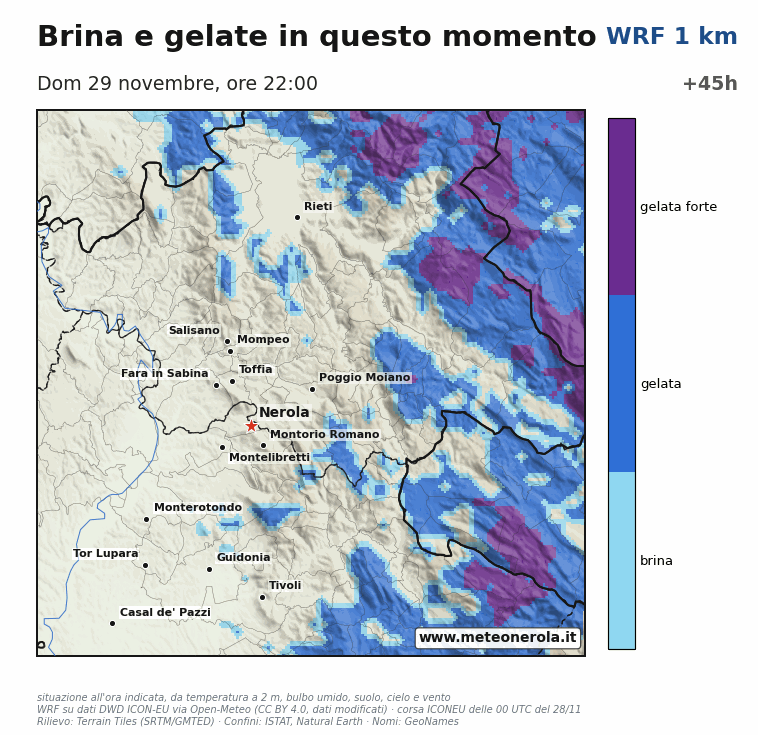 Brina e gelate in questo momento WRF 1 km
Dom 29 novembre, ore 22:00 +45h
Rieti
gelata forte
Salisano
Mompeo
Fara in Sabina
Toffia
Poggio Moiano
gelata
Nerola
Montorio Romano
Montelibretti
Monterotondo
Tor Lupara
Guidonia
brina
Tivoli
Casal de' Pazzi
www.meteonerola.it
situazione all'ora indicata, da temperatura a 2 m, bulbo umido, suolo, cielo e vento
WRF su dati DWD ICON-EU via Open-Meteo (CC BY 4.0, dati modificati) · corsa ICONEU delle 00 UTC del 28/11
Rilievo: Terrain Tiles (SRTM/GMTED) · Confini: ISTAT, Natural Earth · Nomi: GeoNames